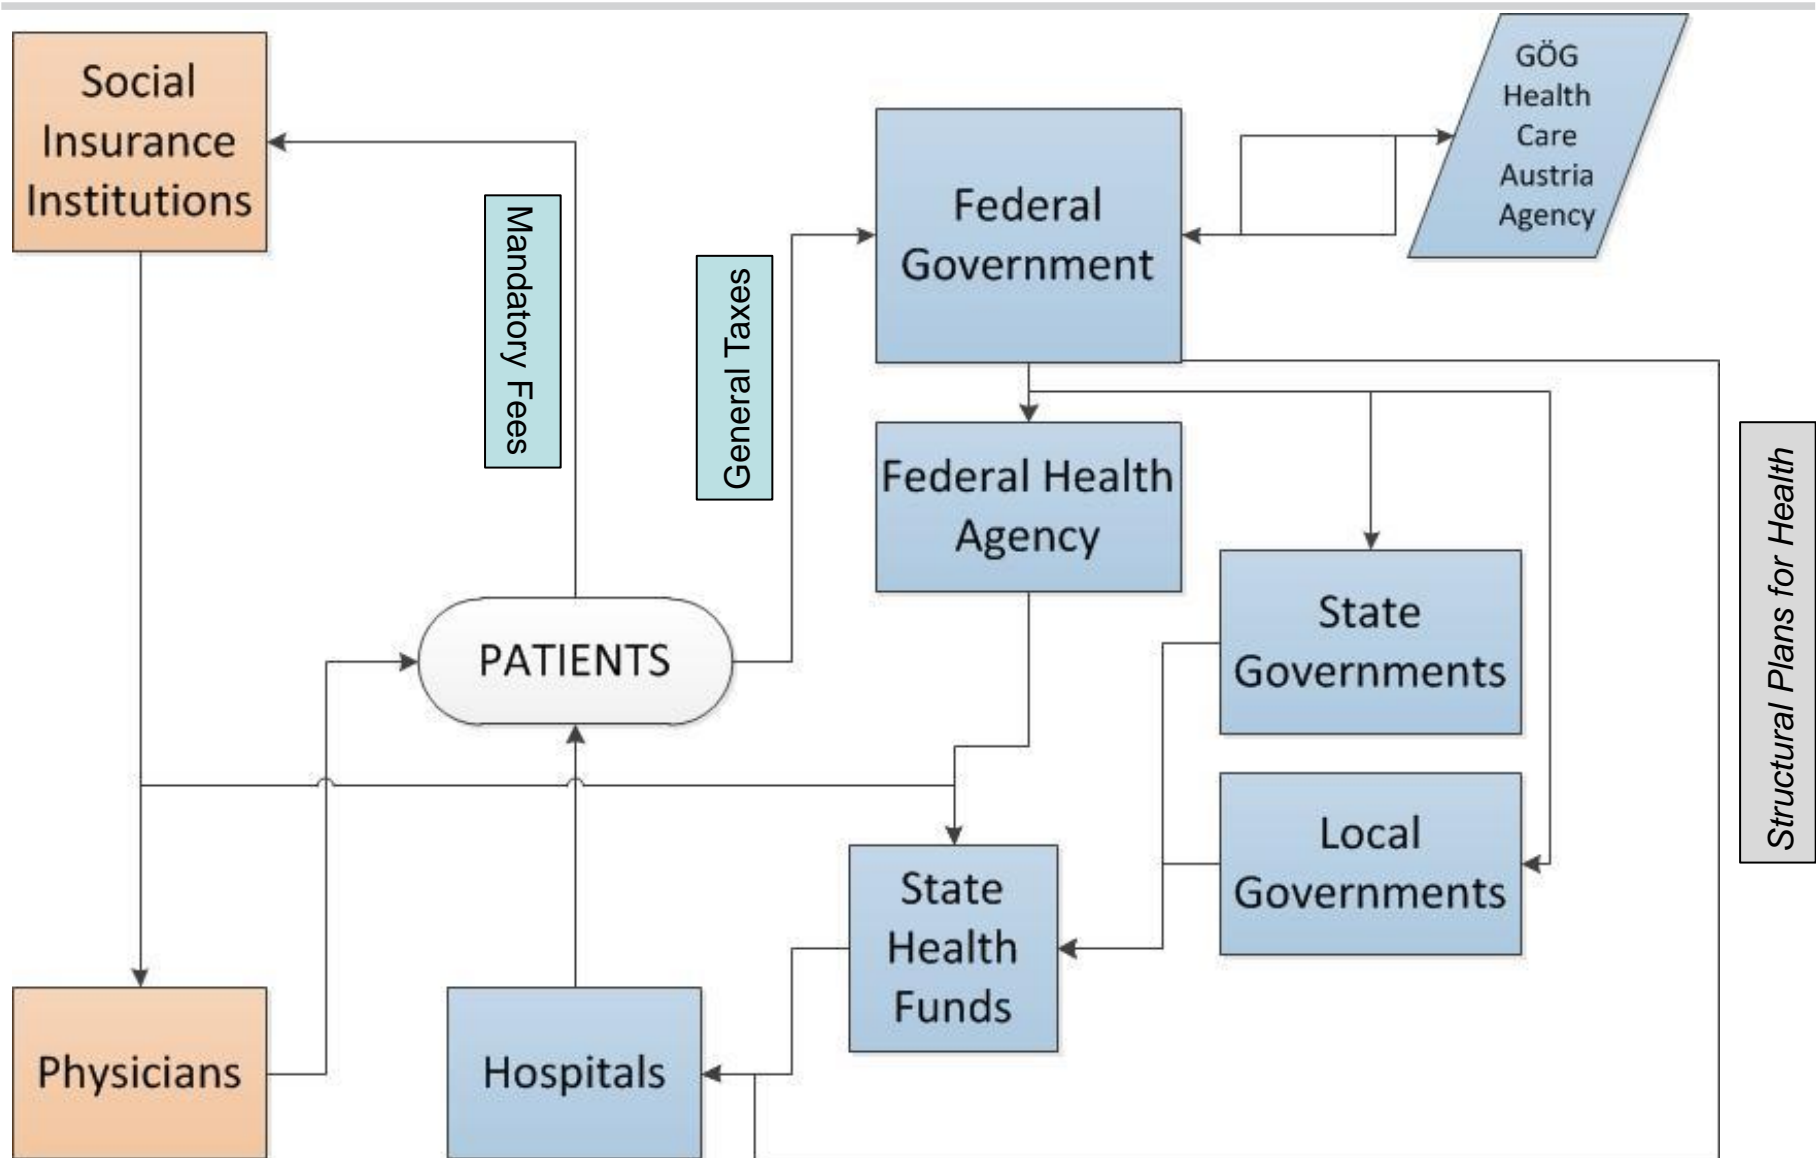 Social
Insurance
Institutions
Mandatory Fees
General Taxes
Federal
Government
GÖG
Health
Care
Austria
Agency
Federal Health
Agency
State
Governments
Structural Plans for Health
PATIENTS
Local
Governments
State
Health
Funds
Physicians
Hospitals